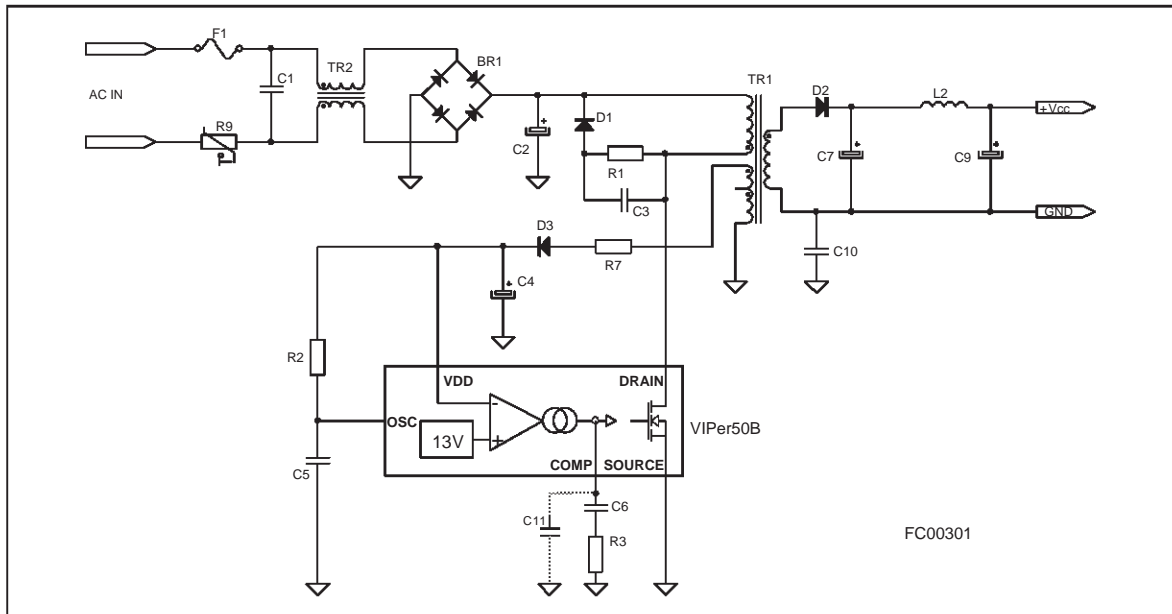 F1
AC IN
C1
TR2
BR1
R9
C2
D1
R1
C3
TR1
D2
L2
+Vcc
C7
C9
GND
C10
D3
R7
C4
R2
VDD
DRAIN
OSC
-
13V
+
VIPer50B
COMP SOURCE
C5
C11
C6
R3
FC00301